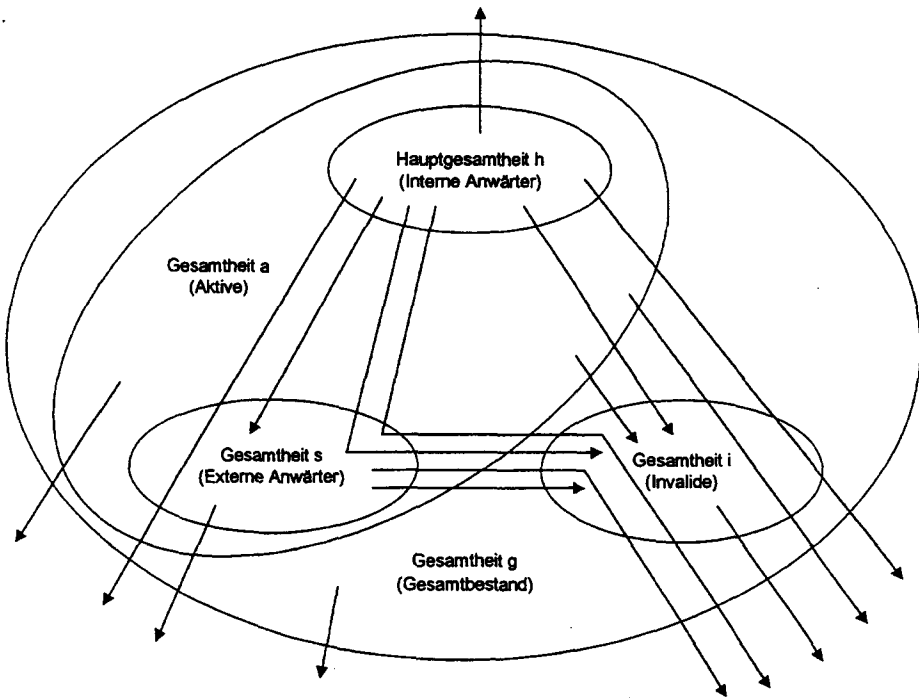 Hauptgesamtheit h
(Interne Anwärter)
Gesamtheit a
(Aktive)
Gesamtheit s
(Externe Anwärter)
Gesamtheit i
(Invalide)
Gesamtheit g
(Gesamtbestand)